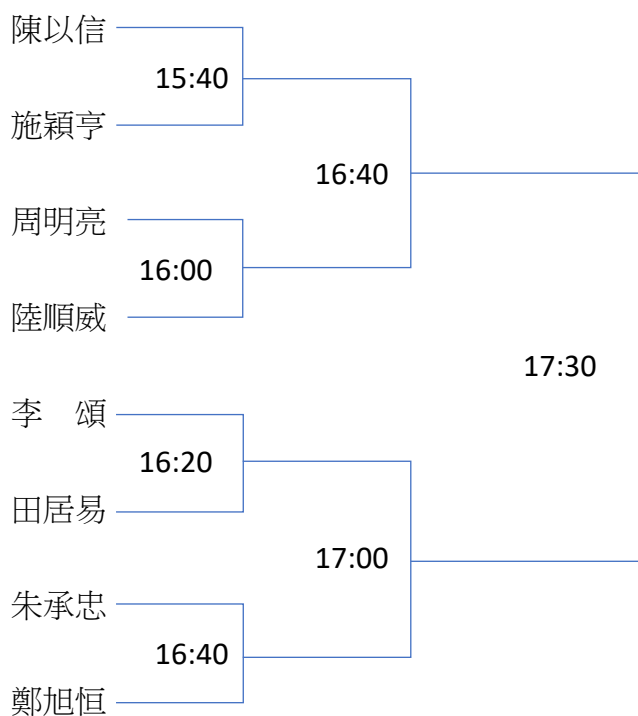 陳以信
15:40
施穎亨
16:40
周明亮
16:00
陸順威
17:30
李　頌
16:20
田居易
17:00
朱承忠
16:40
鄭旭恒